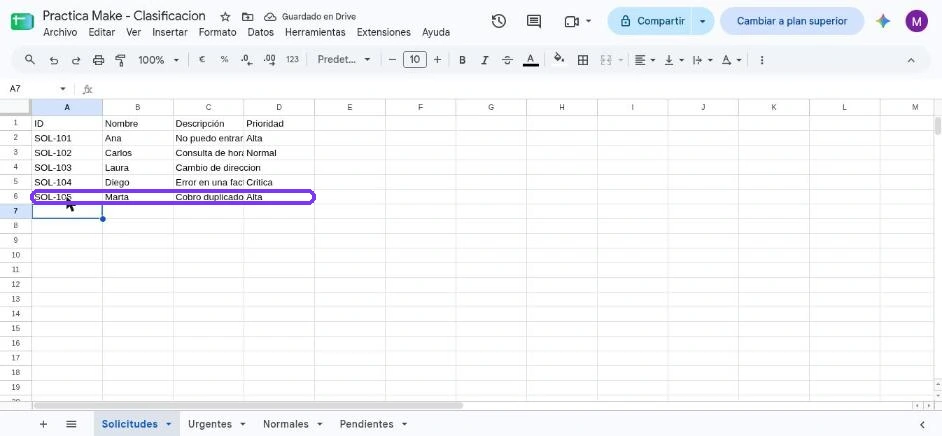 Practica Make - Clasificacion
Guardado en Drive
Archivo Editar Ver Insertar Formato Datos Herramientas Extensiones Ayuda
Compartir
Cambiar a plan superior
M
100% € % .0 .00 123 Predet... 10 B I S A
A7 fx
A B C D E F G H I J K L M
1 ID Nombre Descripción Prioridad
2 SOL-101 Ana No puedo entrar Alta
3 SOL-102 Carlos Consulta de hora Normal
4 SOL-103 Laura Cambio de direccion
5 SOL-104 Diego Error en una fac Critica
6 SOL-105 Marta Cobro duplicado Alta
7
8
9
10
11
12
13
14
15
16
17
18
19
Solicitudes Urgentes Normales Pendientes